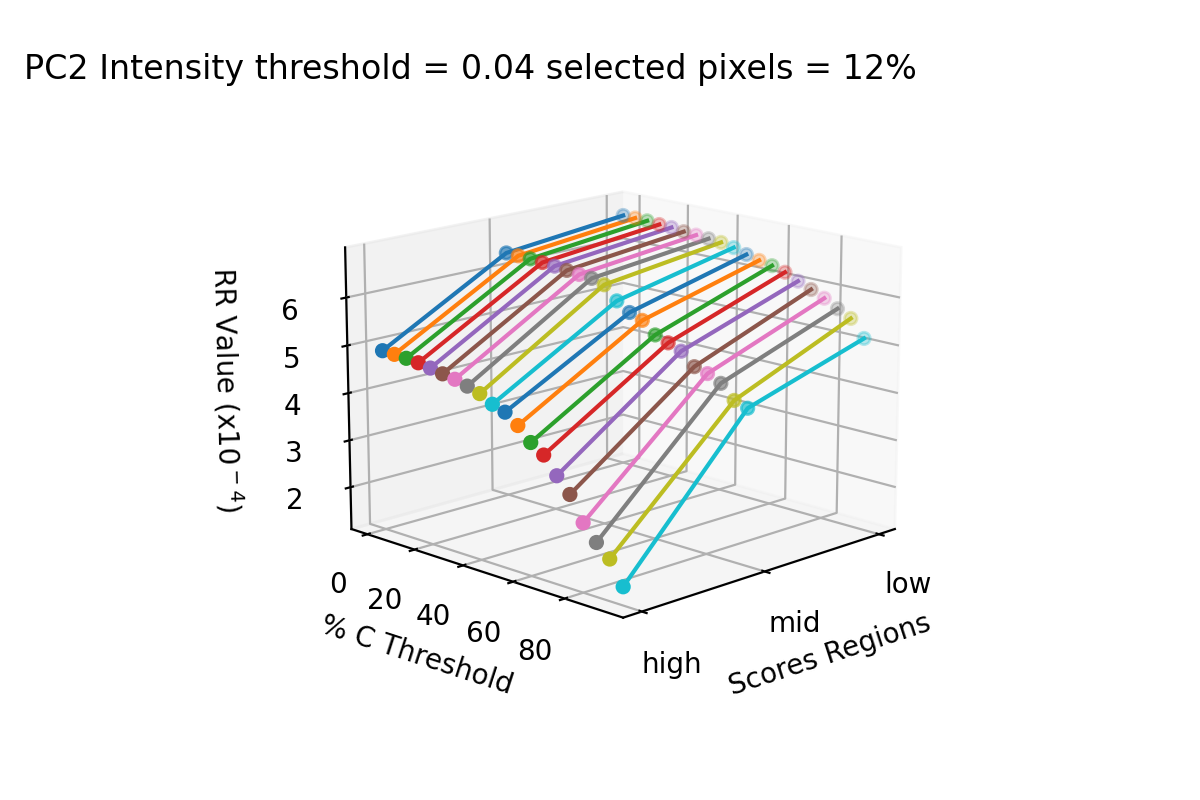 PC2 Intensity threshold = 0.04 selected pixels = 12%
RR Value (x10⁻⁴)
6
5
4
3
2
0
20
40
60
80
% C Threshold
high
mid
low
Scores Regions